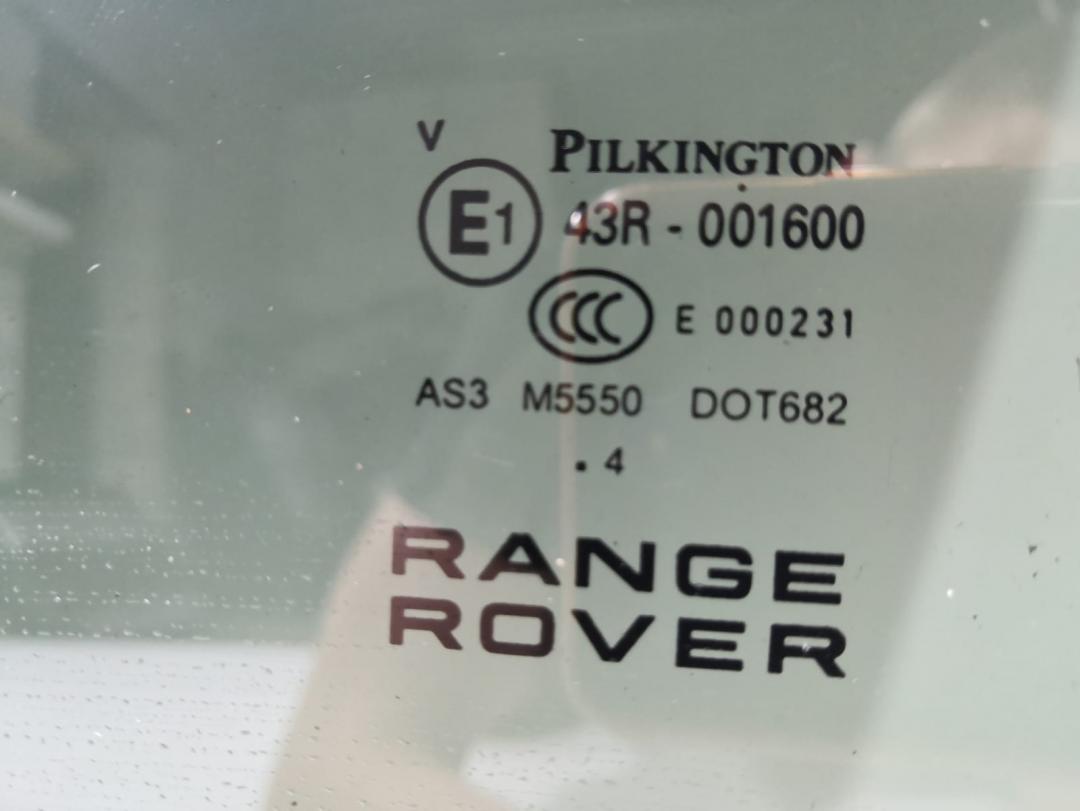 V PILKINGTON
E1 43R - 001600
CCC E 000231
AS3 M5550 DOT682
. 4
RANGE
ROVER